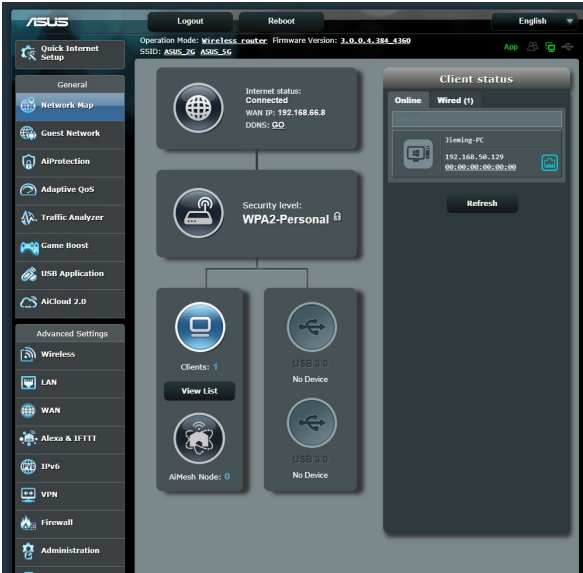 ASUS
Logout
Reboot
English
Operation Mode: Wireless router Firmware Version: 3.0.0.4.384_4360
SSID: ASUS_2G ASUS_5G
App
Quick Internet
Setup
General
Network Map
Guest Network
AiProtection
Adaptive QoS
Traffic Analyzer
Game Boost
USB Application
AiCloud 2.0
Advanced Settings
Wireless
LAN
WAN
Alexa & IFTTT
IPv6
VPN
Firewall
Administration
Internet status:
Connected
WAN IP: 192.168.66.8
DDNS: GO
Security level:
WPA2-Personal
Clients: 1
View List
AiMesh Node: 0
USB 3.0
No Device
USB 3.0
No Device
Client status
Online
Wired (1)
Jieming-PC
192.168.50.129
00:00:00:00:00:00
Refresh